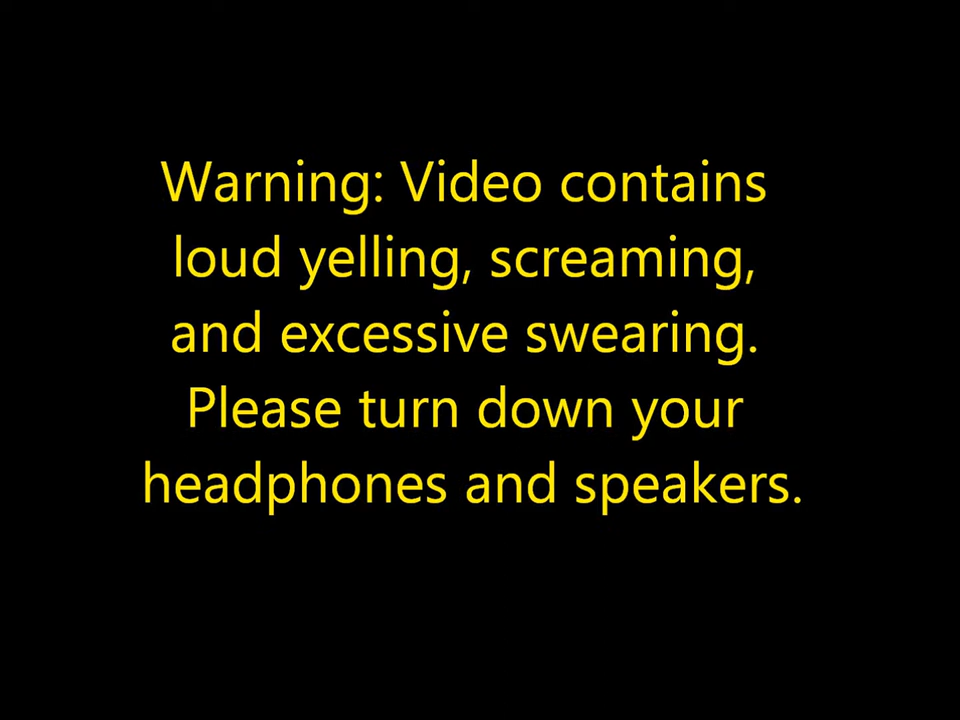 Warning: Video contains
loud yelling, screaming,
and excessive swearing.
Please turn down your
headphones and speakers.